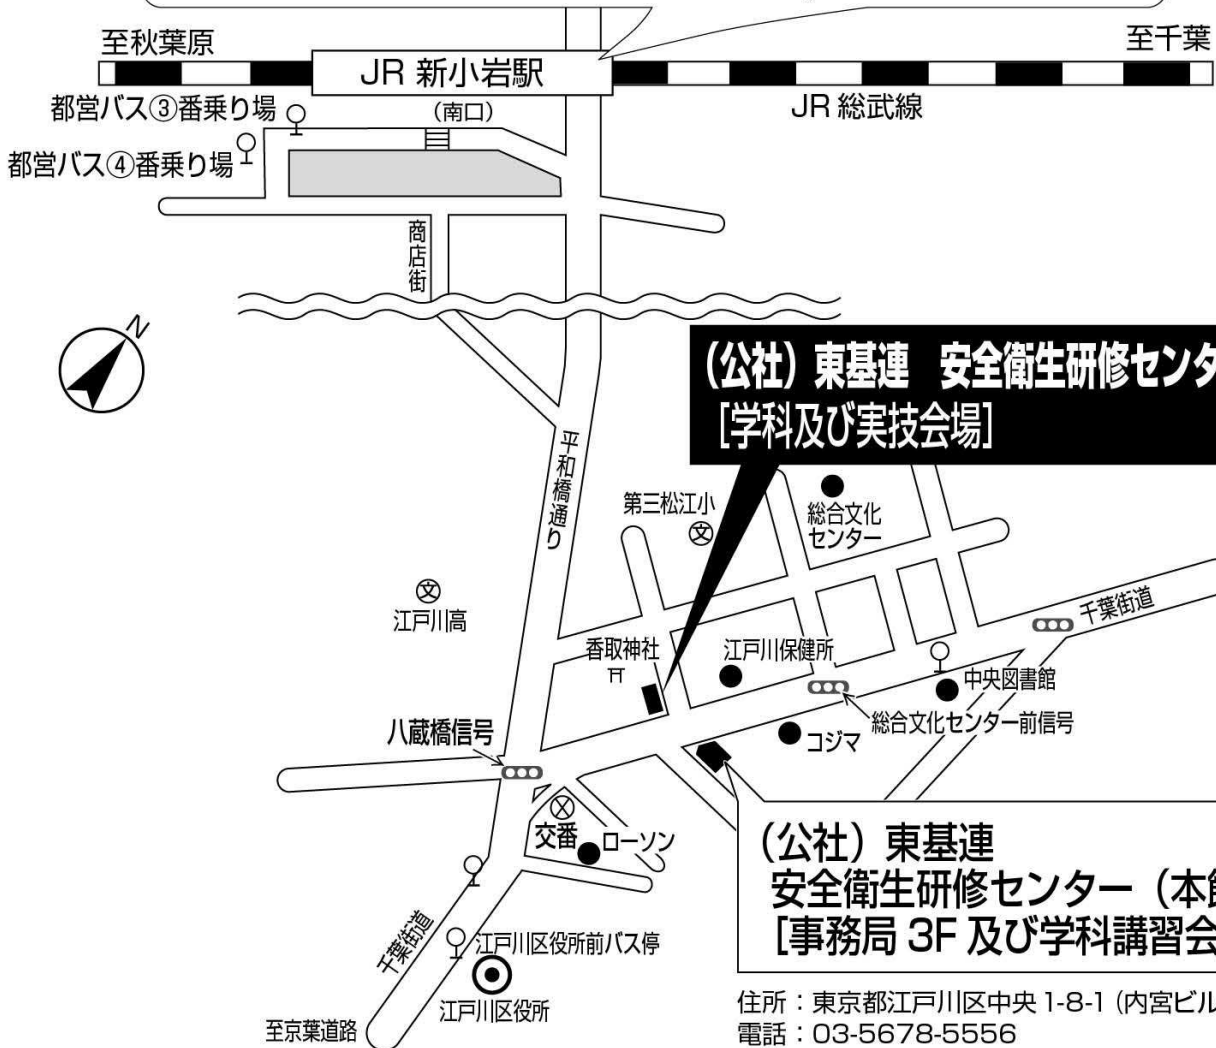 至秋葉原
至千葉
JR 新小岩駅
JR 総武線
都営バス③番乗り場
(南口)
都営バス④番乗り場
商店街
N
(公社)東基連 安全衛生研修センタ
[学科及び実技会場]
平和橋通り
第三松江小
文
総合文化
センター
文
江戸川高
千葉街道
香取神社
江戸川保健所
中央図書館
総合文化センター前信号
八蔵橋信号
コジマ
交番
ローソン
(公社)東基連
安全衛生研修センター(本館
[事務局 3F 及び学科講習会
千葉街道
江戸川区役所前バス停
江戸川区役所
至京葉道路
住所:東京都江戸川区中央 1-8-1 (内宮ビル
電話:03-5678-5556